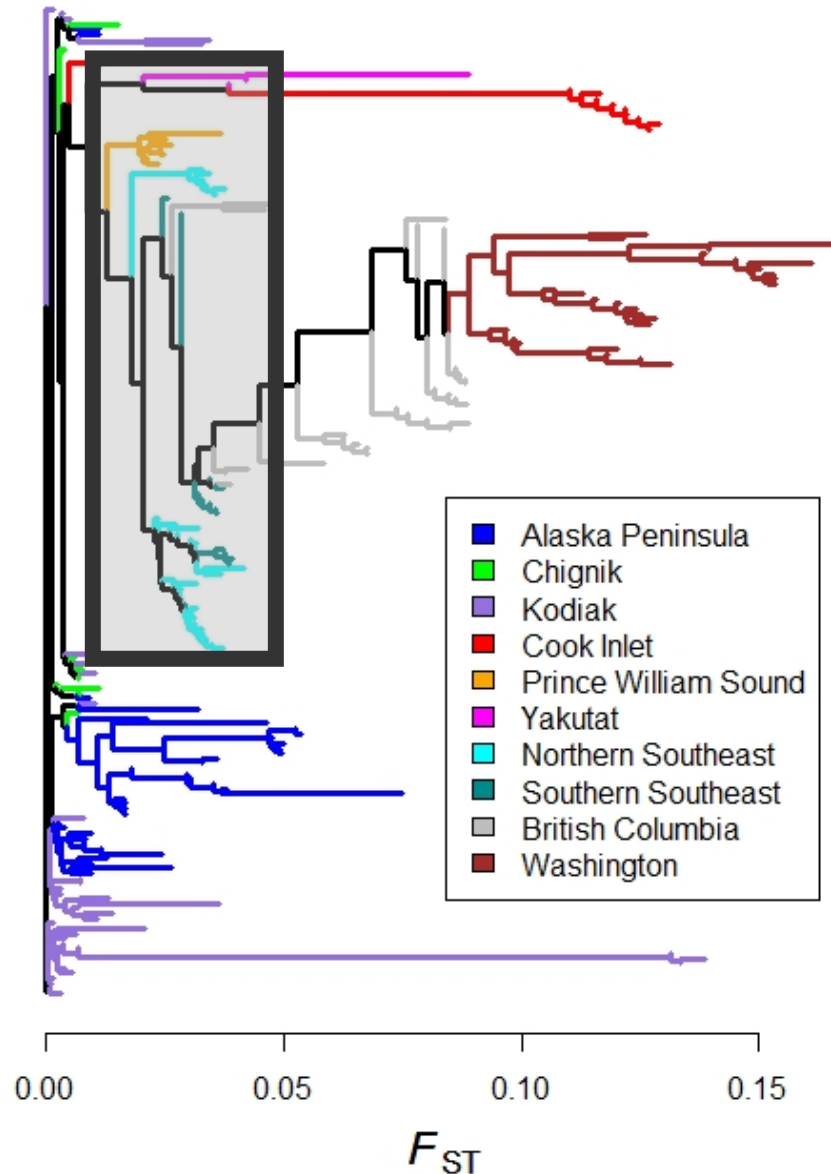 Alaska Peninsula
Chignik
Kodiak
Cook Inlet
Prince William Sound
Yakutat
Northern Southeast
Southern Southeast
British Columbia
Washington
0.00 0.05 0.10 0.15
FST